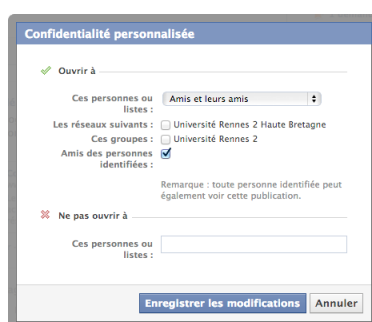 Confidentialité personnalisée
Ouvrir à
Ces personnes ou listes : Amis et leurs amis
Les réseaux suivants : Université Rennes 2 Haute Bretagne
Ces groupes : Université Rennes 2
Amis des personnes identifiées :
Remarque : toute personne identifiée peut
également voir cette publication.
Ne pas ouvrir à
Ces personnes ou listes :
Enregistrer les modifications Annuler